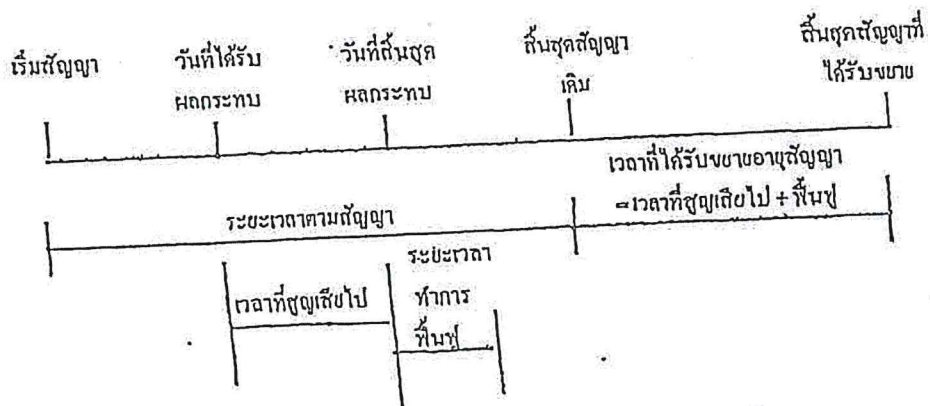 เริ่มสัญญา
วันที่ได้รับ
ผลกระทบ
วันที่สิ้นสุด
ผลกระทบ
สิ้นสุดสัญญา
เดิม
สิ้นสุดสัญญาที่
ได้รับขยาย
เวลาที่ได้รับขยายอายุสัญญา
=เวลาที่สูญเสียไป + ฟื้นฟู
ระยะเวลาตามสัญญา
เวลาที่สูญเสียไป
ระยะเวลา
ทำการ
ฟื้นฟู